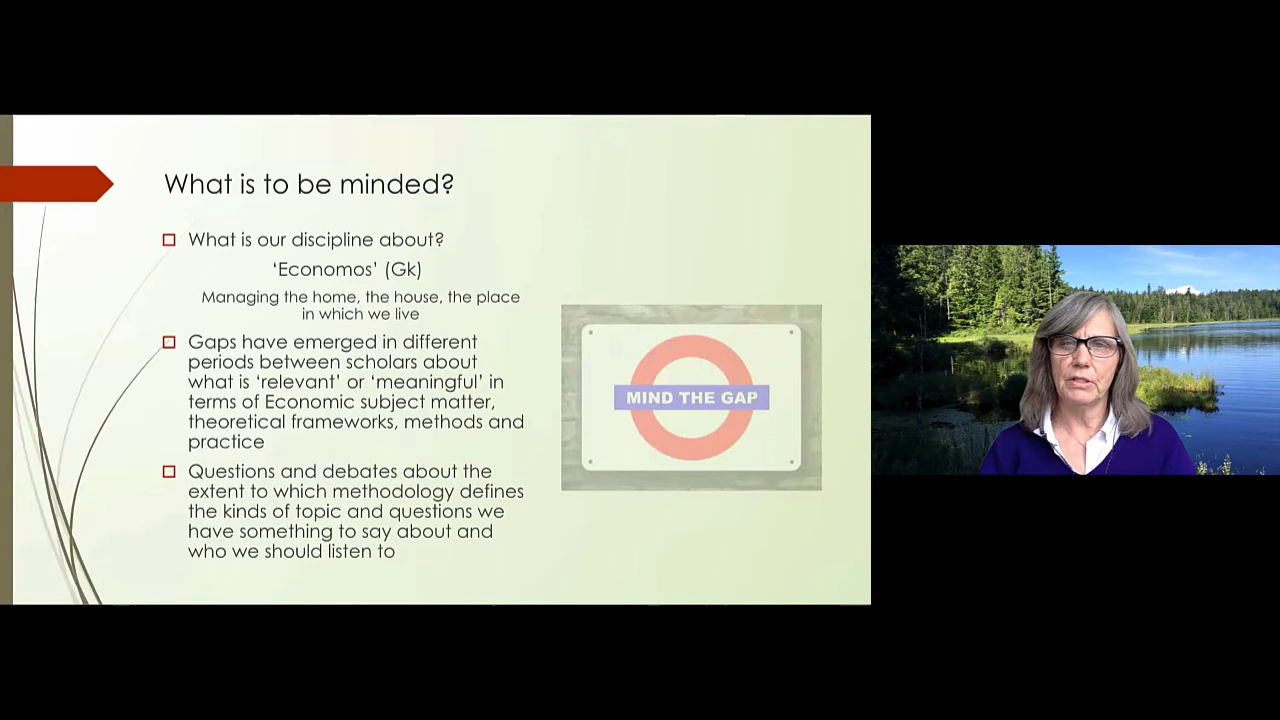 What is to be minded?
What is our discipline about?
‘Economos’ (Gk)
Managing the home, the house, the place
in which we live
Gaps have emerged in different
periods between scholars about
what is ‘relevant’ or ‘meaningful’ in
terms of Economic subject matter,
theoretical frameworks, methods and
practice
Questions and debates about the
extent to which methodology defines
the kinds of topic and questions we
have something to say about and
who we should listen to
MIND THE GAP